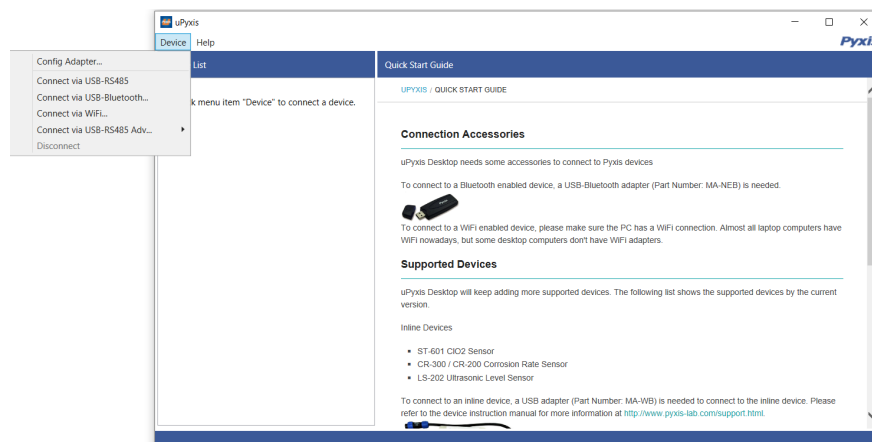 uPyxis
Device Help
Config Adapter...
Connect via USB-RS485
Connect via USB-Bluetooth...
Connect via WiFi...
Connect via USB-RS485 Adv...
Disconnect
List
menu item "Device" to connect a device.
Quick Start Guide
UPYXIS / QUICK START GUIDE
Connection Accessories
uPyxis Desktop needs some accessories to connect to Pyxis devices
To connect to a Bluetooth enabled device, a USB-Bluetooth adapter (Part Number: MA-NEB) is needed.
To connect to a WiFi enabled device, please make sure the PC has a WiFi connection. Almost all laptop computers have
WiFi nowadays, but some desktop computers don't have WiFi adapters.
Supported Devices
uPyxis Desktop will keep adding more supported devices. The following list shows the supported devices by the current
version.
Inline Devices
ST-601 ClO2 Sensor
CR-300 / CR-200 Corrosion Rate Sensor
LS-202 Ultrasonic Level Sensor
To connect to an inline device, a USB adapter (Part Number: MA-WB) is needed to connect to the inline device. Please
refer to the device instruction manual for more information at http://www.pyxis-lab.com/support.html.